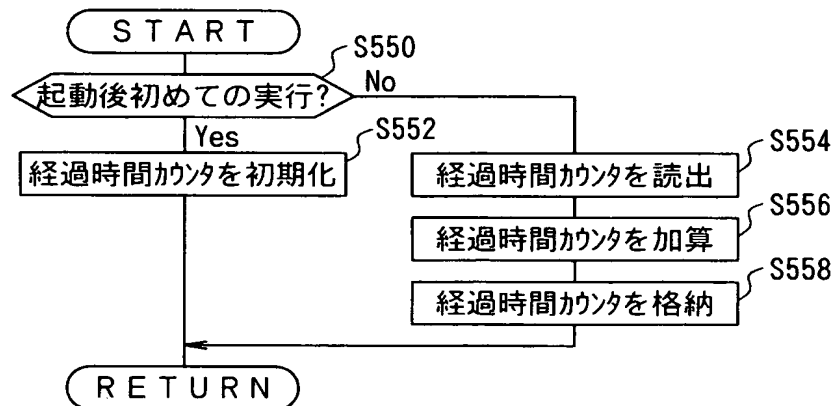 START
S550
起動後初めての実行?
No
Yes
S552
経過時間ｶｳﾝﾀを初期化
S554
経過時間ｶｳﾝﾀを読出
S556
経過時間ｶｳﾝﾀを加算
S558
経過時間ｶｳﾝﾀを格納
RETURN